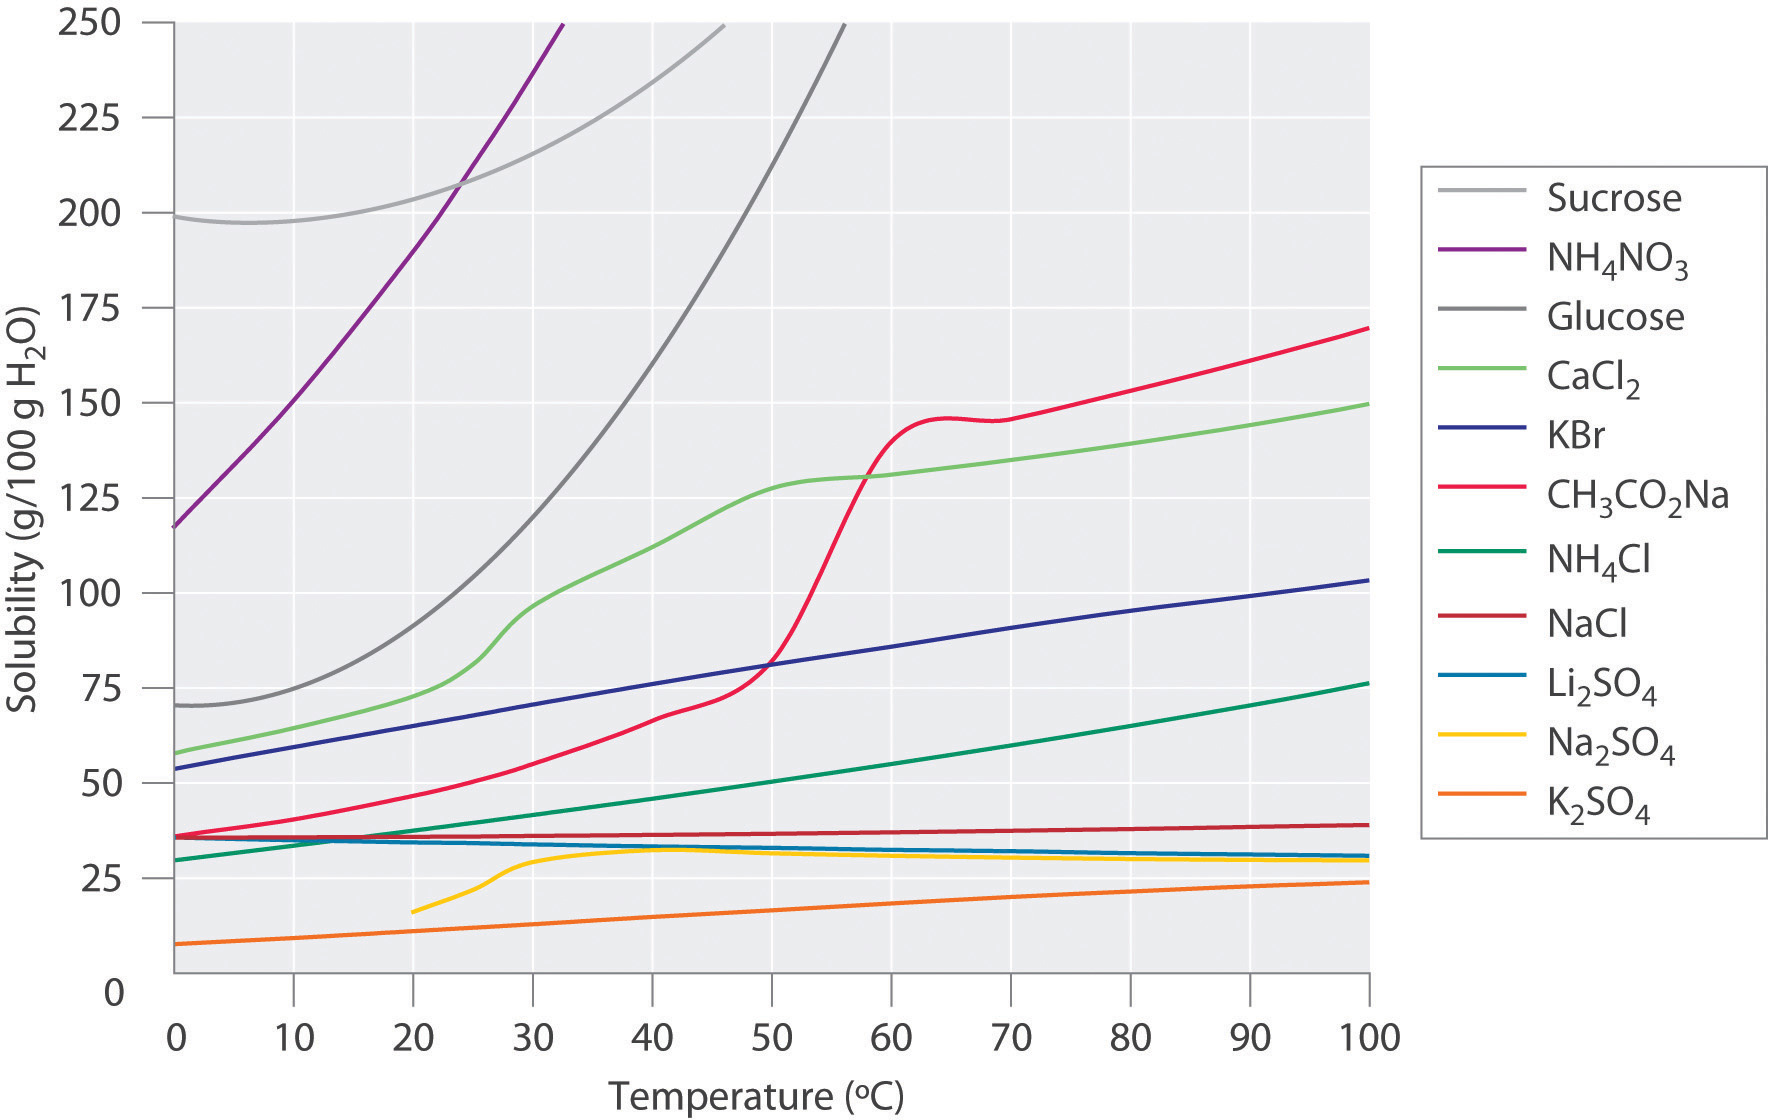 Solubility (g/100 g H₂O)
250
225
200
175
150
125
100
75
50
25
0
0 10 20 30 40 50 60 70 80 90 100
Temperature (ºC)
Sucrose
NH₄NO₃
Glucose
CaCl₂
KBr
CH₃CO₂Na
NH₄Cl
NaCl
Li₂SO₄
Na₂SO₄
K₂SO₄